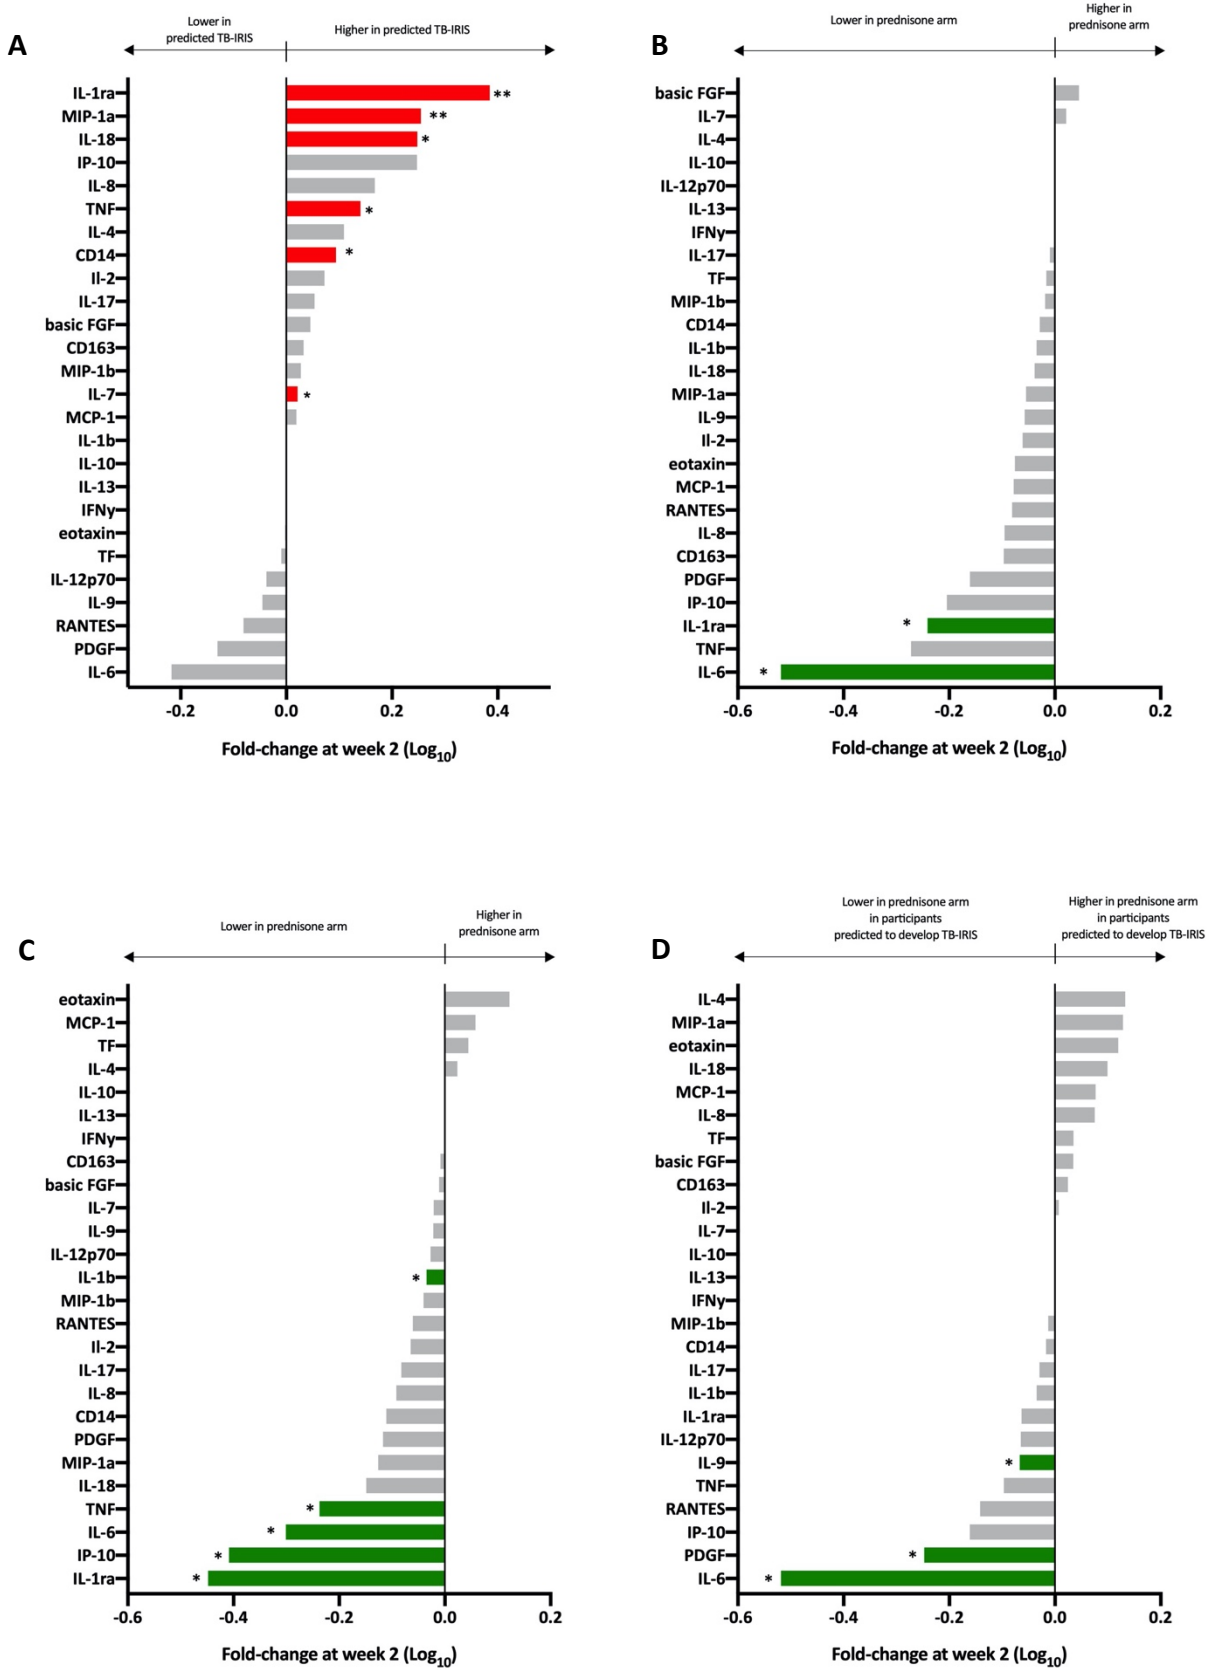 A
Lower in
predicted TB-IRIS
Higher in predicted TB-IRIS
IL-1ra
**
MIP-1a
**
IL-18
*
IP-10
IL-8
TNF
*
IL-4
CD14
*
Il-2
IL-17
basic FGF
CD163
MIP-1b
IL-7
*
MCP-1
IL-1b
IL-10
IL-13
IFNy
eotaxin
TF
IL-12p70
IL-9
RANTES
PDGF
IL-6
-0.2 0.0 0.2 0.4
Fold-change at week 2 (Log10)
B
Lower in prednisone arm
Higher in
prednisone arm
basic FGF
IL-7
IL-4
IL-10
IL-12p70
IL-13
IFNy
IL-17
TF
MIP-1b
CD14
IL-1b
IL-18
MIP-1a
IL-9
Il-2
eotaxin
MCP-1
RANTES
IL-8
CD163
PDGF
IP-10
IL-1ra
*
TNF
IL-6
*
-0.6 -0.4 -0.2 0.0 0.2
Fold-change at week 2 (Log10)
C
Lower in prednisone arm
Higher in
prednisone arm
eotaxin
MCP-1
TF
IL-4
IL-10
IL-13
IFNy
CD163
basic FGF
IL-7
IL-9
IL-12p70
IL-1b
*
MIP-1b
RANTES
Il-2
IL-17
IL-8
CD14
PDGF
MIP-1a
IL-18
TNF
*
IL-6
*
IP-10
*
IL-1ra
*
-0.6 -0.4 -0.2 0.0 0.2
Fold-change at week 2 (Log10)
D
Lower in prednisone arm
in participants
predicted to develop TB-IRIS
Higher in prednisone arm
in participants
predicted to develop TB-IRIS
IL-4
MIP-1a
eotaxin
IL-18
MCP-1
IL-8
TF
basic FGF
CD163
Il-2
IL-7
IL-10
IL-13
IFNy
MIP-1b
CD14
IL-17
IL-1b
IL-1ra
IL-12p70
IL-9
*
TNF
RANTES
IP-10
PDGF
*
IL-6
*
-0.6 -0.4 -0.2 0.0 0.2
Fold-change at week 2 (Log10)